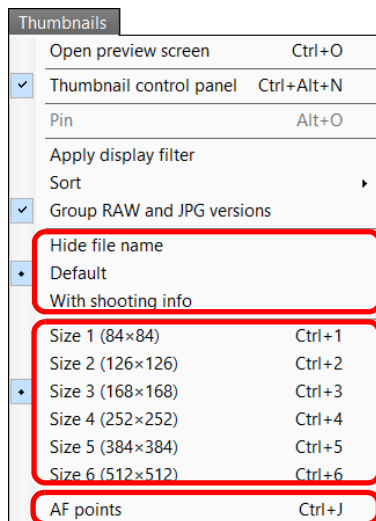 Thumbnails
Open preview screen Ctrl+O
Thumbnail control panel Ctrl+Alt+N
Pin Alt+O
Apply display filter
Sort
Group RAW and JPG versions
Hide file name
Default
With shooting info
Size 1 (84×84) Ctrl+1
Size 2 (126×126) Ctrl+2
Size 3 (168×168) Ctrl+3
Size 4 (252×252) Ctrl+4
Size 5 (384×384) Ctrl+5
Size 6 (512×512) Ctrl+6
AF points Ctrl+J